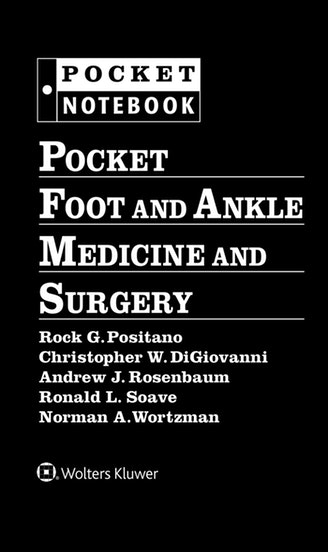 POCKET
NOTEBOOK
POCKET
FOOT AND ANKLE
MEDICINE AND
SURGERY
Rock G. Positano
Christopher W. DiGiovanni
Andrew J. Rosenbaum
Ronald L. Soave
Norman A. Wortzman
Wolters Kluwer